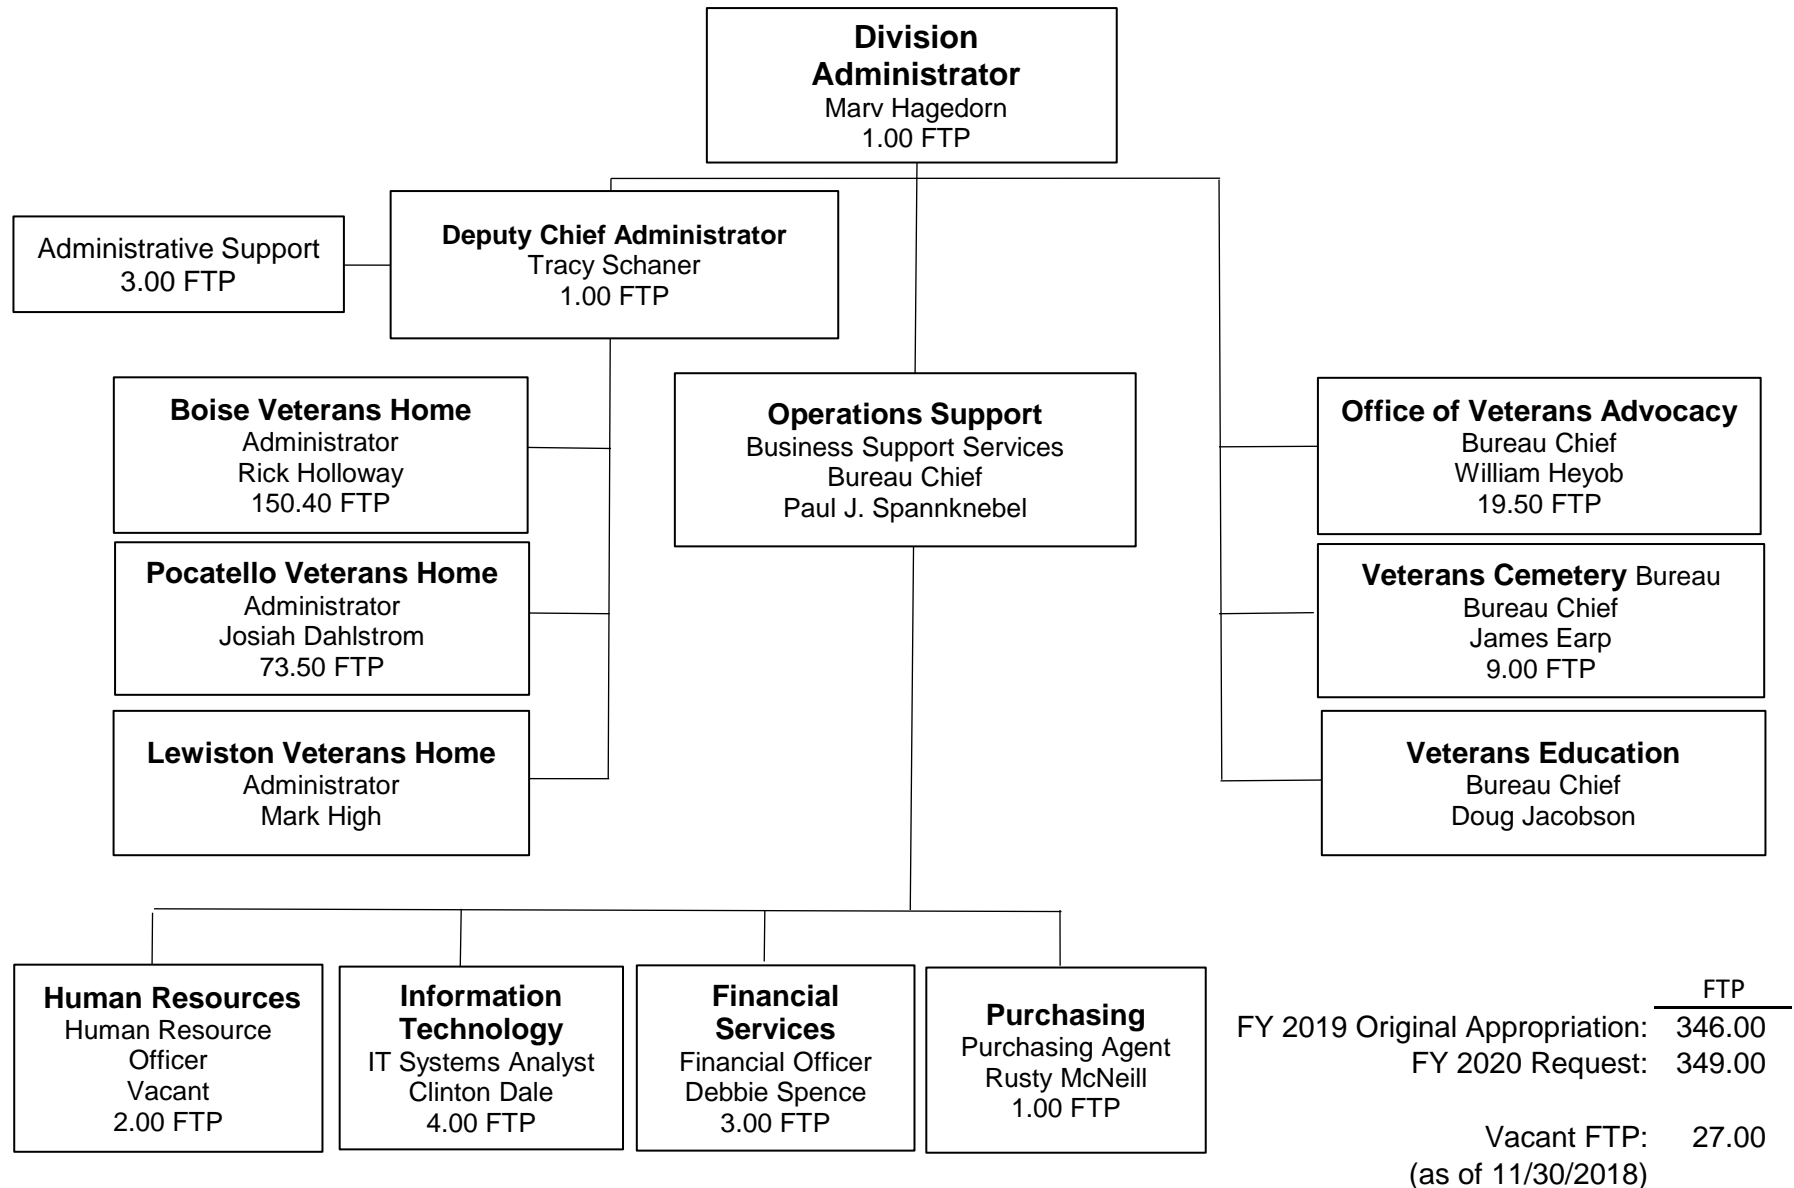 Division
Administrator
Marv Hagedorn
1.00 FTP
Administrative Support
3.00 FTP
Deputy Chief Administrator
Tracy Schaner
1.00 FTP
Boise Veterans Home
Administrator
Rick Holloway
150.40 FTP
Pocatello Veterans Home
Administrator
Josiah Dahlstrom
73.50 FTP
Lewiston Veterans Home
Administrator
Mark High
Operations Support
Business Support Services
Bureau Chief
Paul J. Spannknebel
Office of Veterans Advocacy
Bureau Chief
William Heyob
19.50 FTP
Veterans Cemetery Bureau
Bureau Chief
James Earp
9.00 FTP
Veterans Education
Bureau Chief
Doug Jacobson
Human Resources
Human Resource
Officer
Vacant
2.00 FTP
Information
Technology
IT Systems Analyst
Clinton Dale
4.00 FTP
Financial
Services
Financial Officer
Debbie Spence
3.00 FTP
Purchasing
Purchasing Agent
Rusty McNeill
1.00 FTP
FTP
FY 2019 Original Appropriation: 346.00
FY 2020 Request: 349.00
Vacant FTP: 27.00
(as of 11/30/2018)